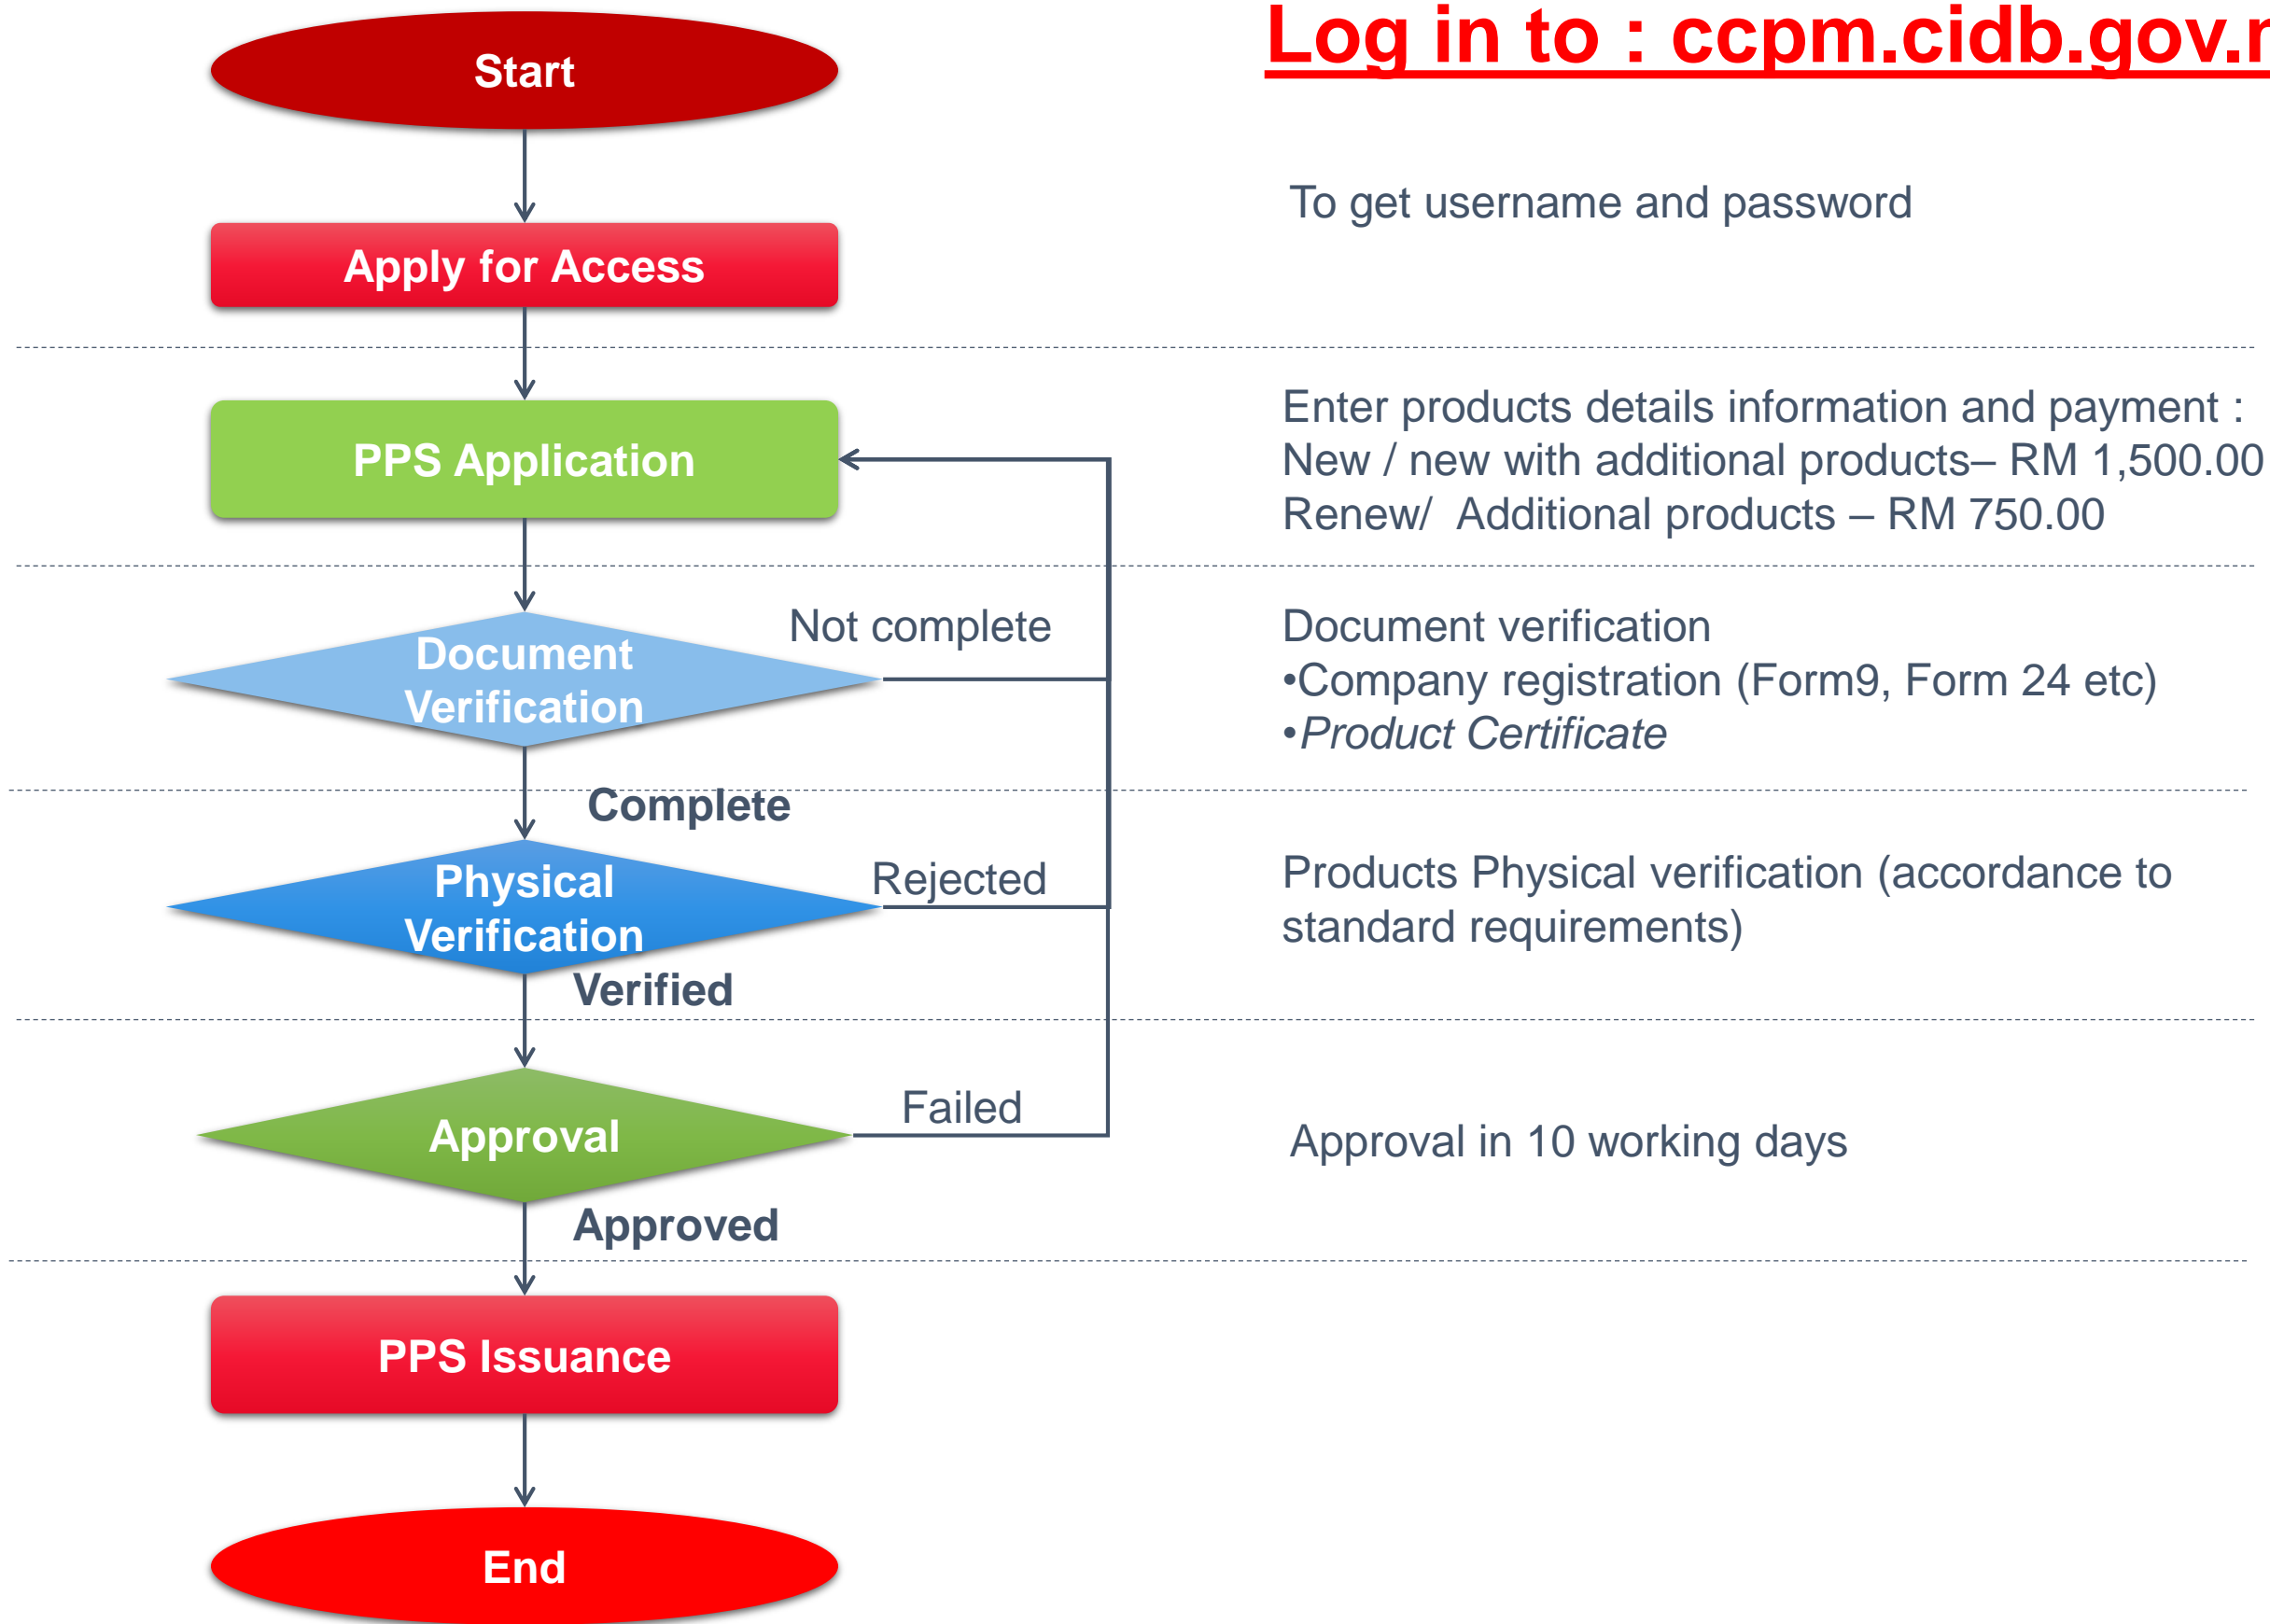 Log in to : ccpm.cidb.gov.
Start
To get username and password
Apply for Access
Enter products details information and payment :
New / new with additional products– RM 1,500.00
Renew/ Additional products – RM 750.00
PPS Application
Not complete
Document verification
•Company registration (Form9, Form 24 etc)
•Product Certificate
Document
Verification
Complete
Rejected
Products Physical verification (accordance to
standard requirements)
Physical
Verification
Verified
Failed
Approval in 10 working days
Approval
Approved
PPS Issuance
End